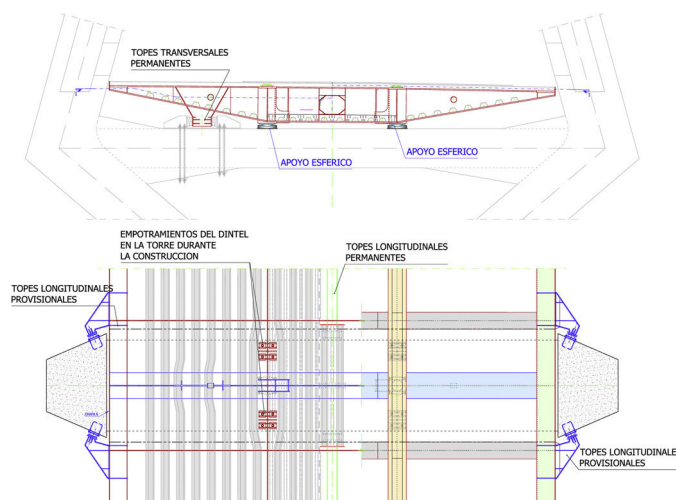 TOPES TRANSVERSALES
PERMANENTES
APOYO ESFERICO
APOYO ESFERICO
EMPOTRAMIENTOS DEL DINTEL
EN LA TORRE DURANTE
LA CONSTRUCCION
TOPES LONGITUDINALES
PERMANENTES
TOPES LONGITUDINALES
PROVISIONALES
TOPES LONGITUDINALE
PROVISIONALES